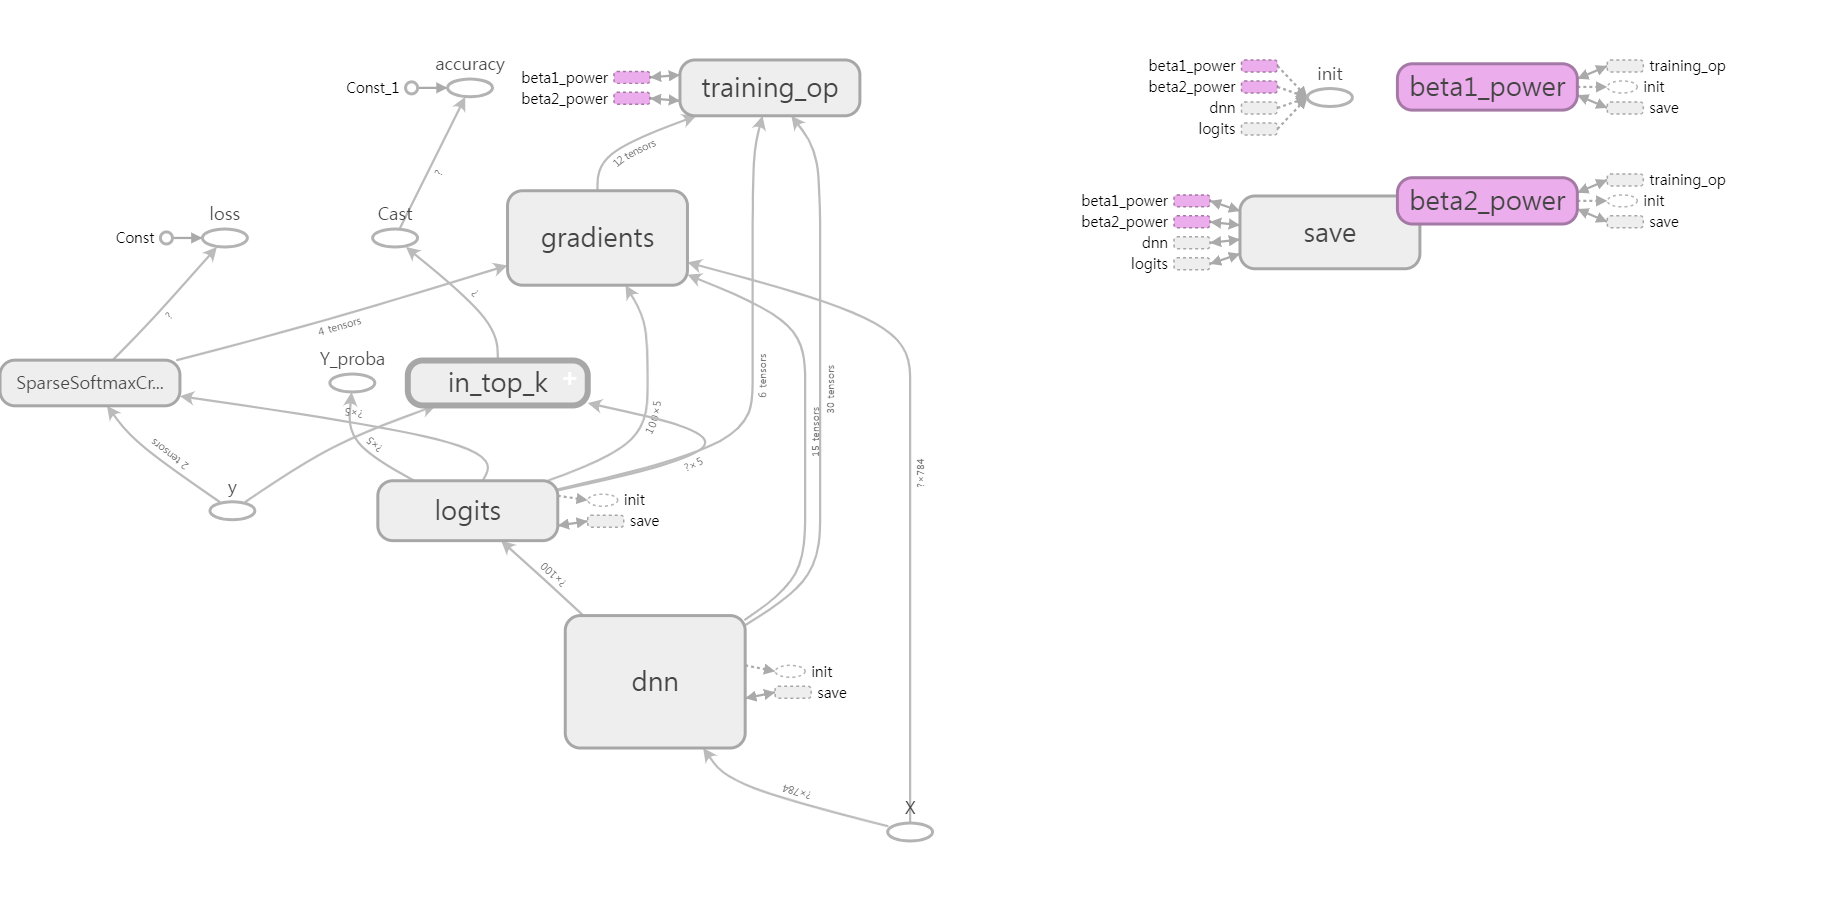 accuracy
Const_1
beta1_power
beta2_power
training_op
12 tensors
?
loss
Const
Cast
gradients
?
?
4 tensors
Y_proba
SparseSoftmaxCr...
in_top_k
+
?×5
?×5
100×5
6 tensors
30 tensors
15 tensors
?×784
2 tensors
?×5
y
logits
init
save
?×100
dnn
init
save
?×784
X
beta1_power
beta2_power
dnn
logits
init
beta1_power
training_op
init
save
beta1_power
beta2_power
dnn
logits
save
beta2_power
training_op
init
save